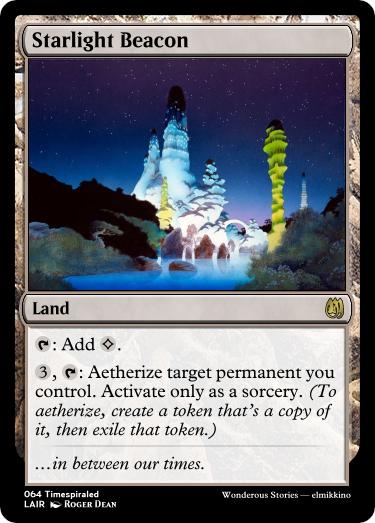 Starlight Beacon
Land
: Add .
3, : Aetherize target permanent you
control. Activate only as a sorcery. (To
aetherize, create a token that's a copy of
it, then exile that token.)
…in between our times.
064 Timespiraled
LAIR Roger Dean
Wonderous Stories — elmikkino